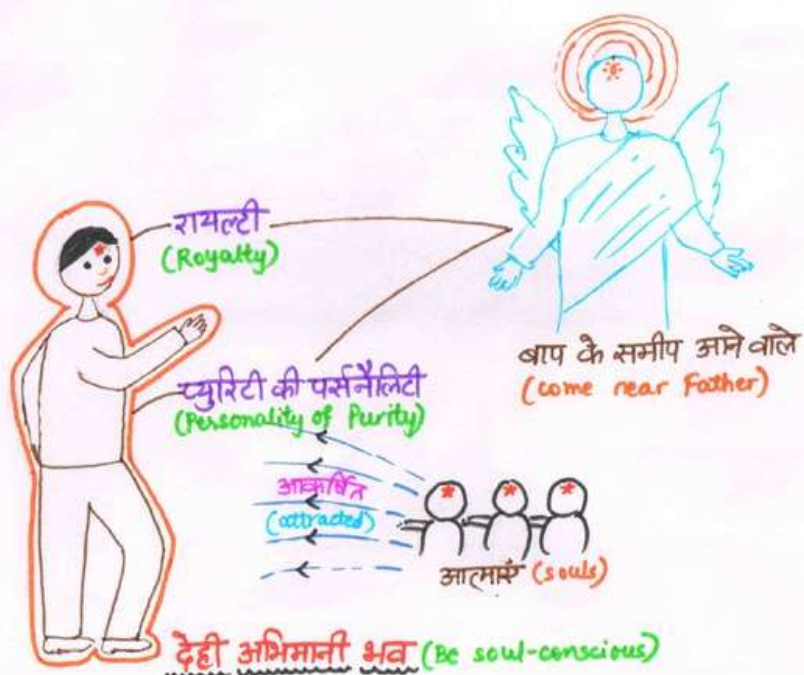 रायल्टी
(Royalty)
बाप के समीप आने वाले
(come near Father)
प्युरिटी की पर्सनैलिटी
(Personality of Purity)
आकर्षित
(attracted)
आत्माएं (souls)
देही अभिमानी भव (Be soul-conscious)